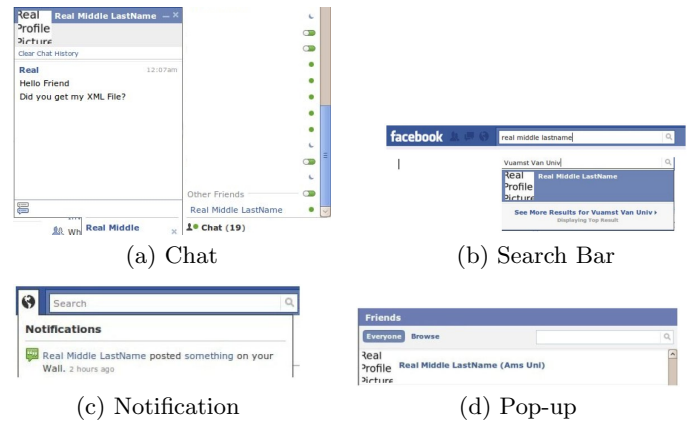 Real
Profile
Picture
Real Middle LastName
Clear Chat History
Real 12:07am
Hello Friend
Did you get my XML File?
Other Friends
Real Middle LastName
Wh Real Middle
Chat (19)
(a) Chat
facebook real middle lastname
Vuamst Van Univ
Real
Profile
Picture
Real Middle LastName
See More Results for Vuamst Van Univ
Displaying Top Result
(b) Search Bar
Search
Notifications
Real Middle LastName posted something on your
Wall. 2 hours ago
(c) Notification
Friends
Everyone Browse
Real
Profile
Picture
Real Middle LastName (Ams Uni)
(d) Pop-up